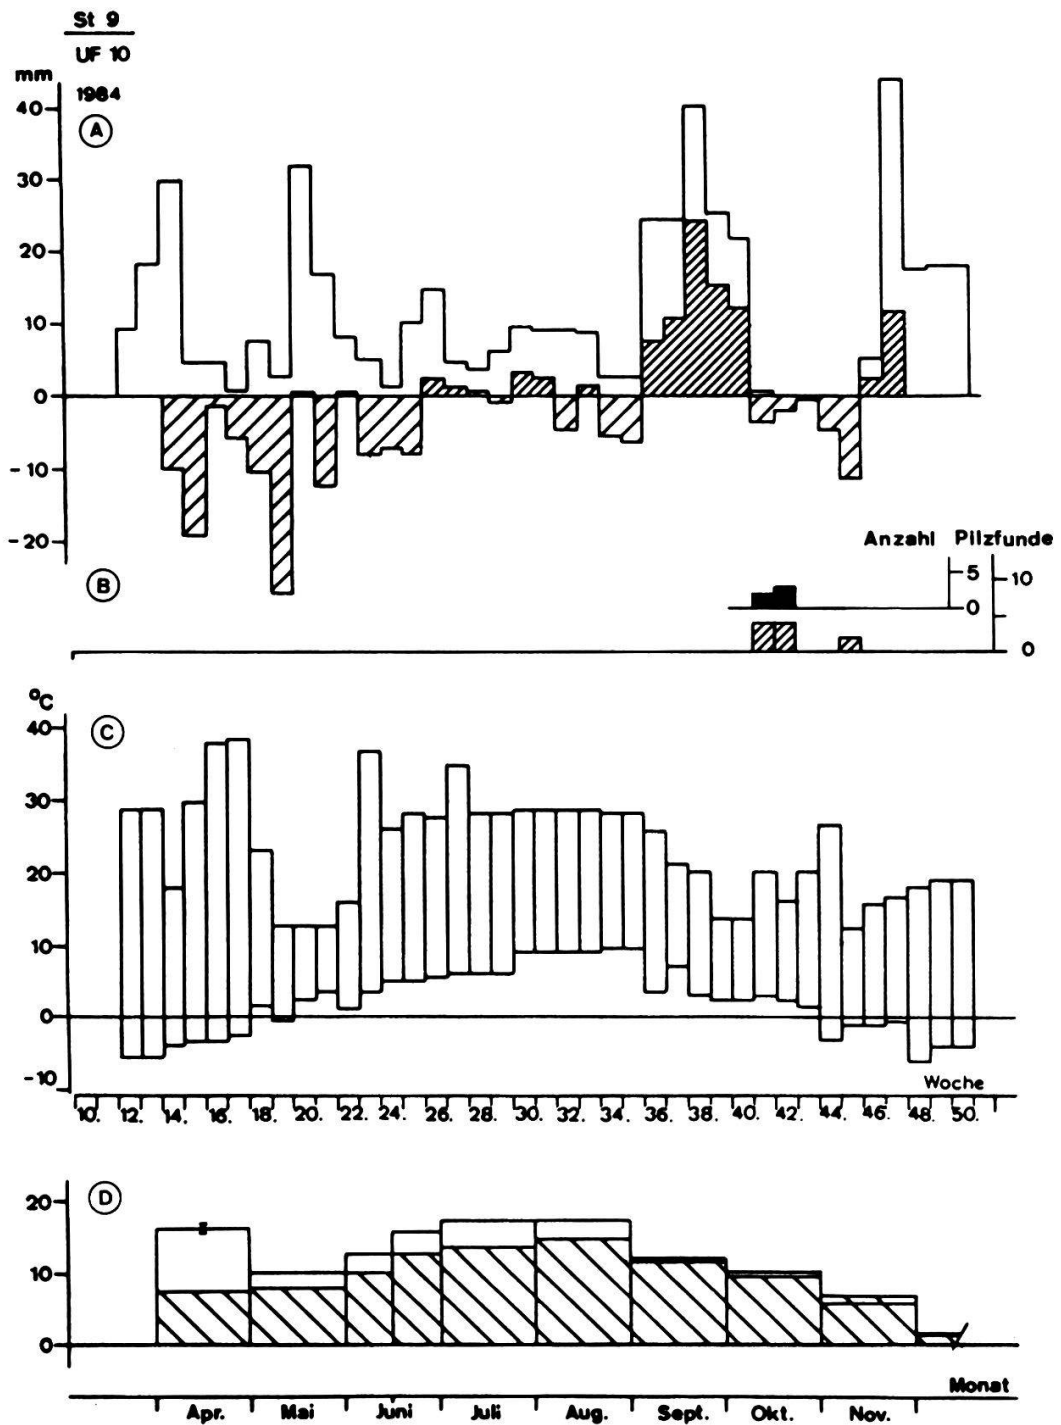 St 9
UF 10
mm
1984
A
40
30
20
10
0
-10
-20
Anzahl Pilzfunde
B
5
10
0
0
°C
C
40
30
20
10
0
-10
Woche
10. 12. 14. 16. 18. 20. 22. 24. 26. 28. 30. 32. 34. 36. 38. 40. 42. 44. 46. 48. 50.
D
20
10
0
Monat
Apr. Mai Juni Juli Aug. Sept. Okt. Nov.